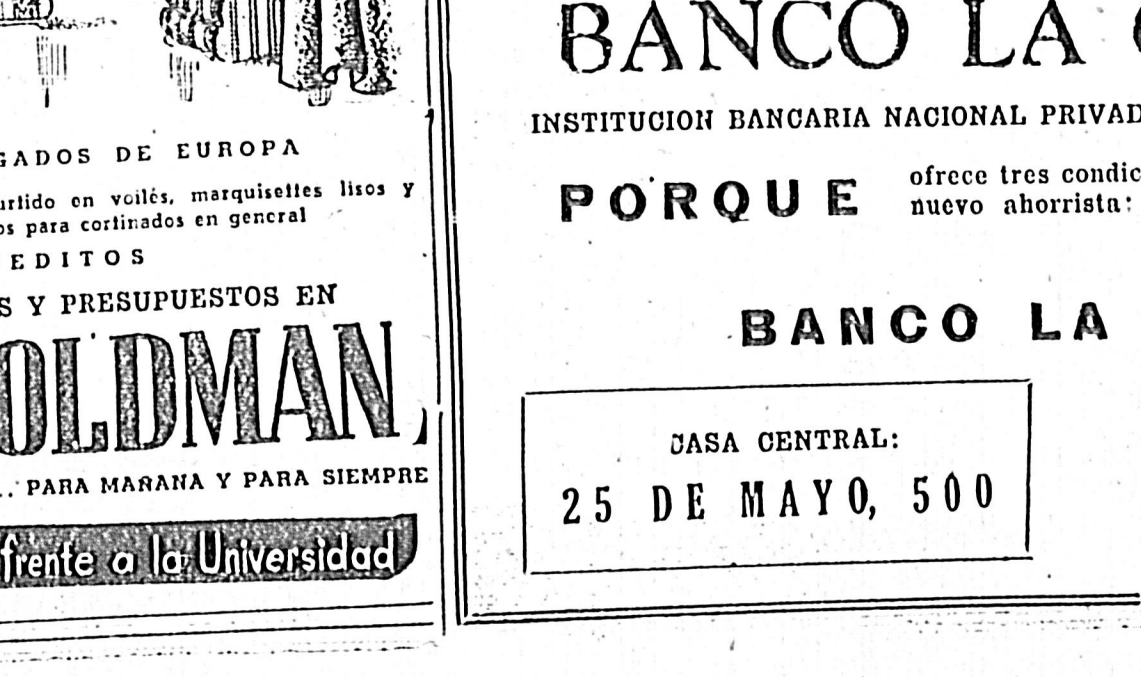 GADOS DE EUROPA
urtido en voilés, marquisettes lisos y
os para cortinados en general
EDITOS
S Y PRESUPUESTOS EN
OLDMAN
.. PARA MAÑANA Y PARA SIEMPRE
frente a la Universidad
BANCO LA
INSTITUCION BANCARIA NACIONAL PRIVAD
PORQUE
ofrece tres condic
nuevo ahorrista:
BANCO LA
CASA CENTRAL:
25 DE MAYO, 500